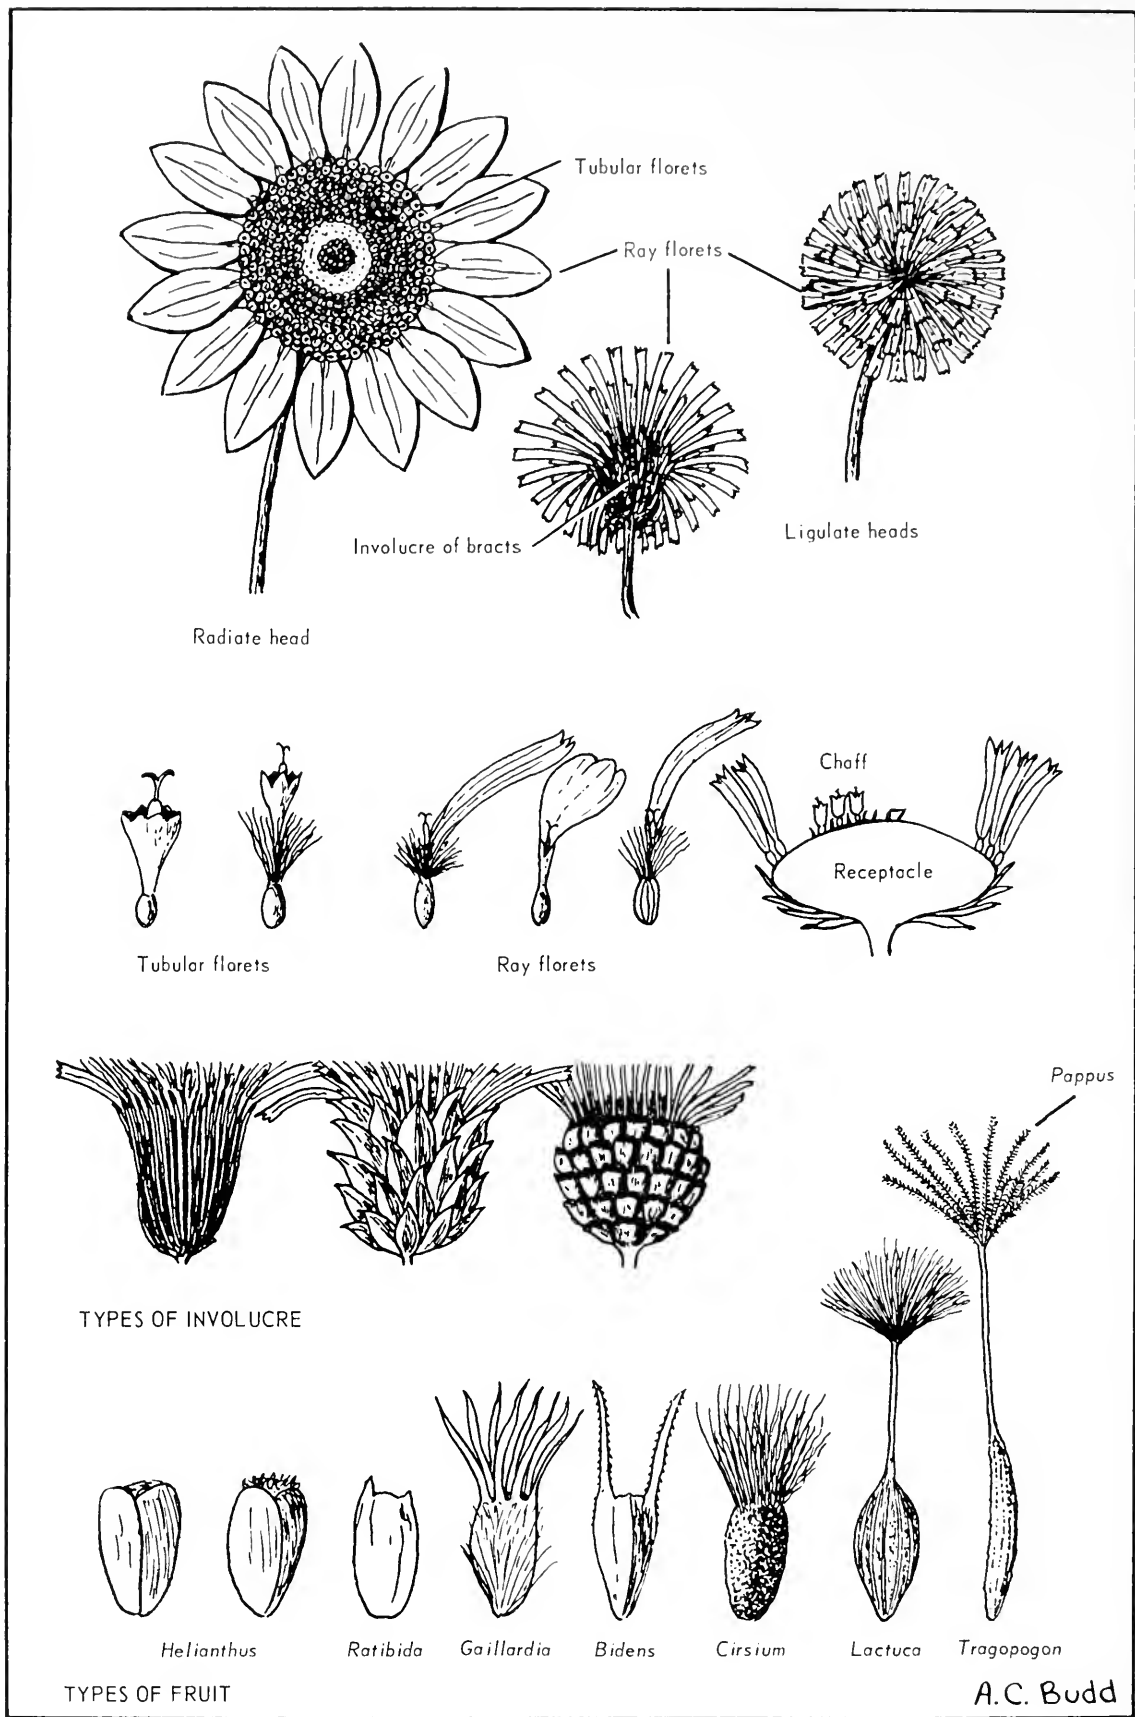 Tubular florets
Ray florets
Involucre of bracts
Ligulate heads
Radiate head
Chaff
Receptacle
Tubular florets
Ray florets
Pappus
TYPES OF INVOLUCRE
Helianthus Ratibida Gaillardia Bidens Cirsium Lactuca Tragopogon
TYPES OF FRUIT
A.C. Budd